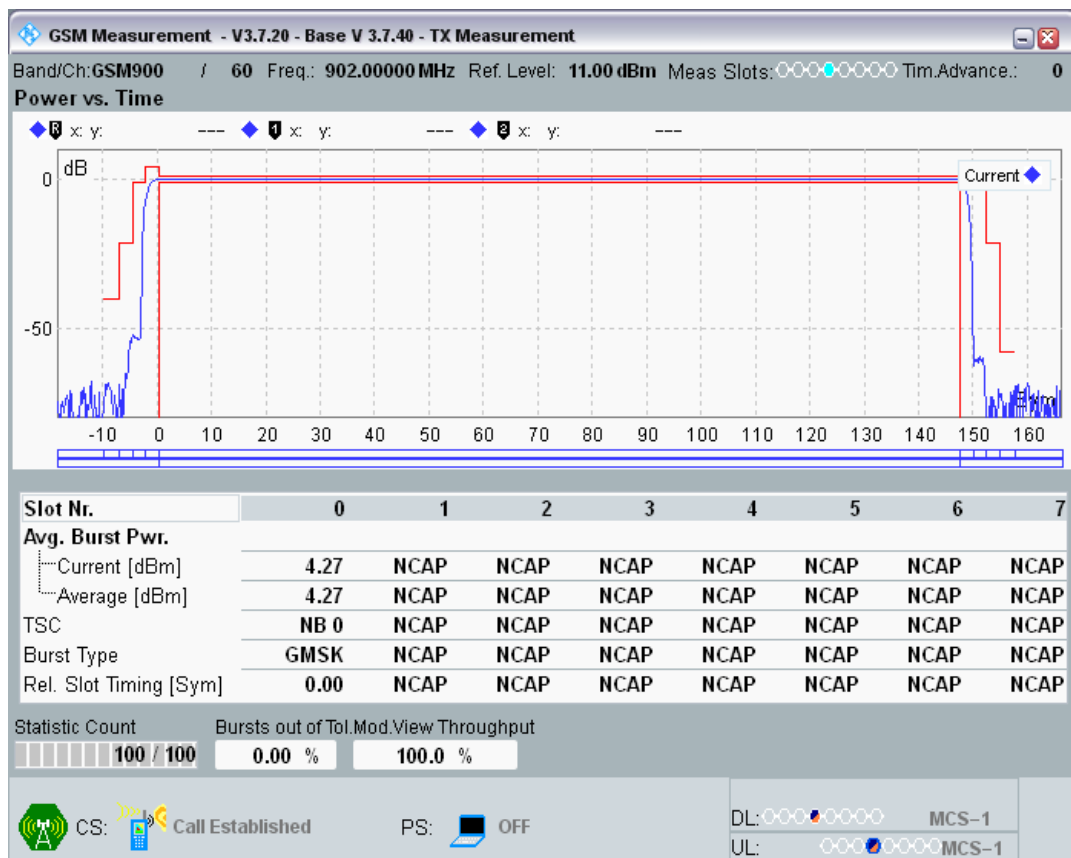 GSM Measurement - V3.7.20 - Base V 3.7.40 - TX Measurement
Band/Ch:GSM900 / 60 Freq.: 902.00000 MHz Ref. Level: 11.00 dBm Meas Slots: Tim.Advance.: 0
Power vs. Time
R x: y: --- 1 x: y: --- 2 x: y: ---
dB
Current
0
-50
-10 0 10 20 30 40 50 60 70 80 90 100 110 120 130 140 150 160
Slot Nr. 0 1 2 3 4 5 6 7
Avg. Burst Pwr.
Current [dBm] 4.27 NCAP NCAP NCAP NCAP NCAP NCAP NCAP
Average [dBm] 4.27 NCAP NCAP NCAP NCAP NCAP NCAP NCAP
TSC NB 0 NCAP NCAP NCAP NCAP NCAP NCAP NCAP
Burst Type GMSK NCAP NCAP NCAP NCAP NCAP NCAP NCAP
Rel. Slot Timing [Sym] 0.00 NCAP NCAP NCAP NCAP NCAP NCAP NCAP
Statistic Count Bursts out of Tol.Mod.View Throughput
100 / 100 0.00 % 100.0 %
CS: Call Established PS: OFF
DL: MCS-1
UL: MCS-1